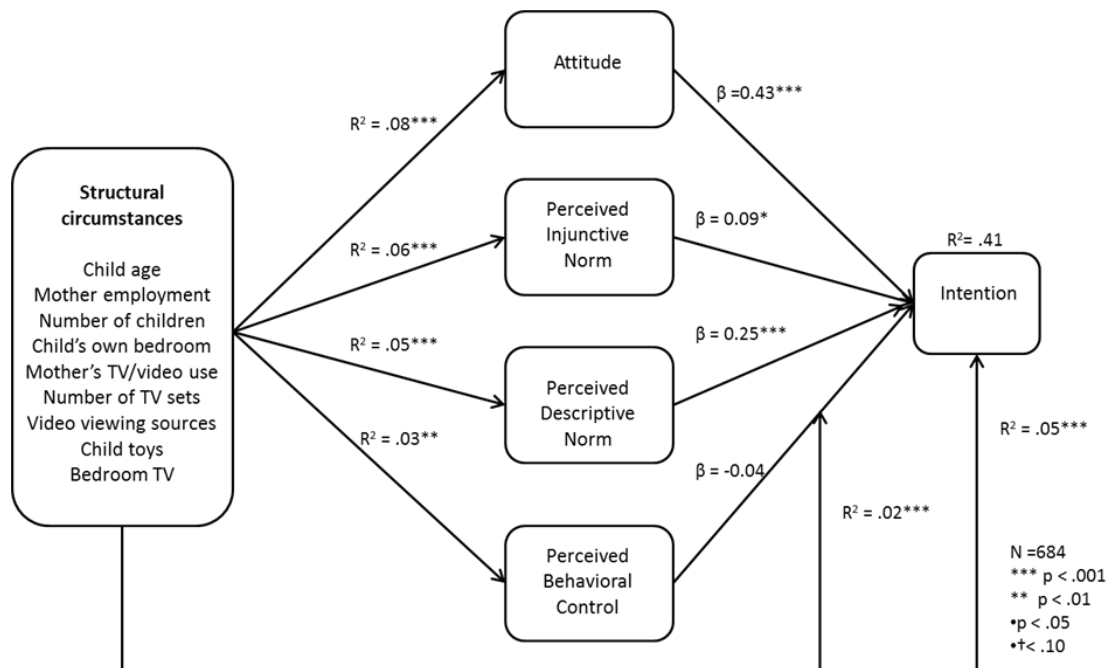 Structural
circumstances
Child age
Mother employment
Number of children
Child's own bedroom
Mother's TV/video use
Number of TV sets
Video viewing sources
Child toys
Bedroom TV
R² = .08***
R² = .06***
R² = .05***
R² = .03**
Attitude
Perceived
Injunctive
Norm
Perceived
Descriptive
Norm
Perceived
Behavioral
Control
β =0.43***
β = 0.09*
β = 0.25***
β = -0.04
R² = .02***
R²= .41
Intention
R² = .05***
N =684
*** p < .001
** p < .01
•p < .05
•†< .10